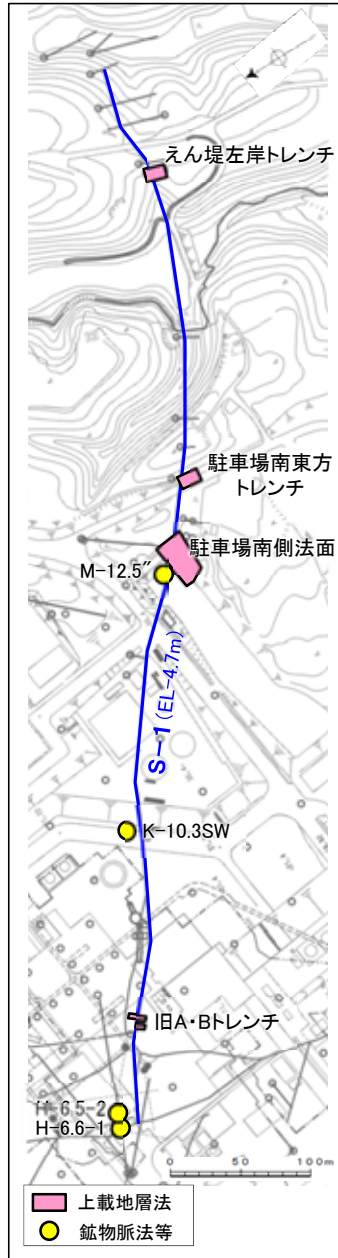 えん堤左岸トレンチ
駐車場南東方
トレンチ
駐車場南側法面
M-12.5″
S-1(EL-4.7m)
K-10.3SW
旧A・Bトレンチ
H-6.5-2
H-6.6-1
0 50 100m
上載地層法
鉱物脈法等